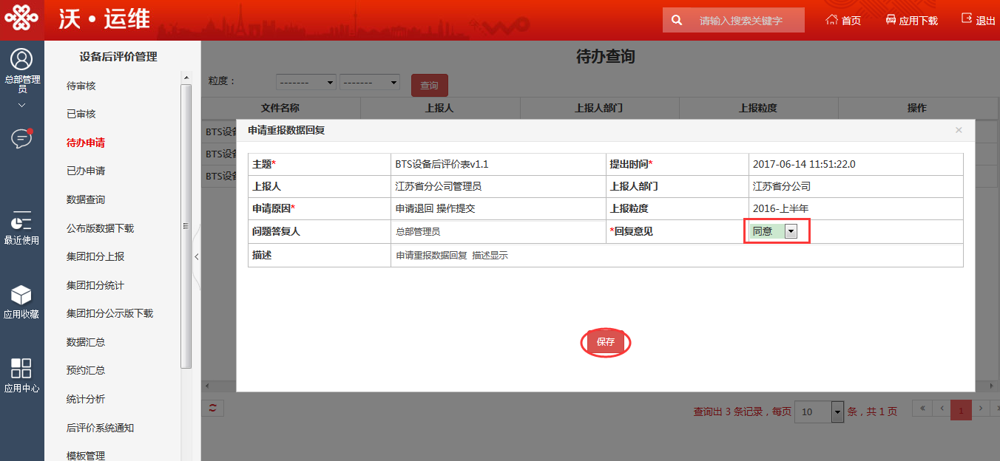 沃·运维
请输入搜索关键字
首页
应用下载
退出
总部管理员
最近使用
应用收藏
应用中心
设备后评价管理
待审核
已审核
待办申请
已办申请
数据查询
公布版数据下载
集团扣分上报
集团扣分统计
集团扣分公示版下载
数据汇总
预约汇总
统计分析
后评价系统通知
模板管理
待办查询
粒度： ------- ------- 查询
文件名称 上报人 上报人部门 上报粒度 操作
BTS设备
BTS设备
BTS设备
申请重报数据回复 ×
主题* BTS设备后评价表v1.1 提出时间* 2017-06-14 11:51:22.0
上报人 江苏省分公司管理员 上报人部门 江苏省分公司
申请原因* 申请退回 操作提交 上报粒度 2016-上半年
问题答复人 总部管理员 *回复意见 同意
描述 申请重报数据回复 描述显示
保存
查询出 3 条记录，每页 10 条，共 1 页 « ‹ 1 › »